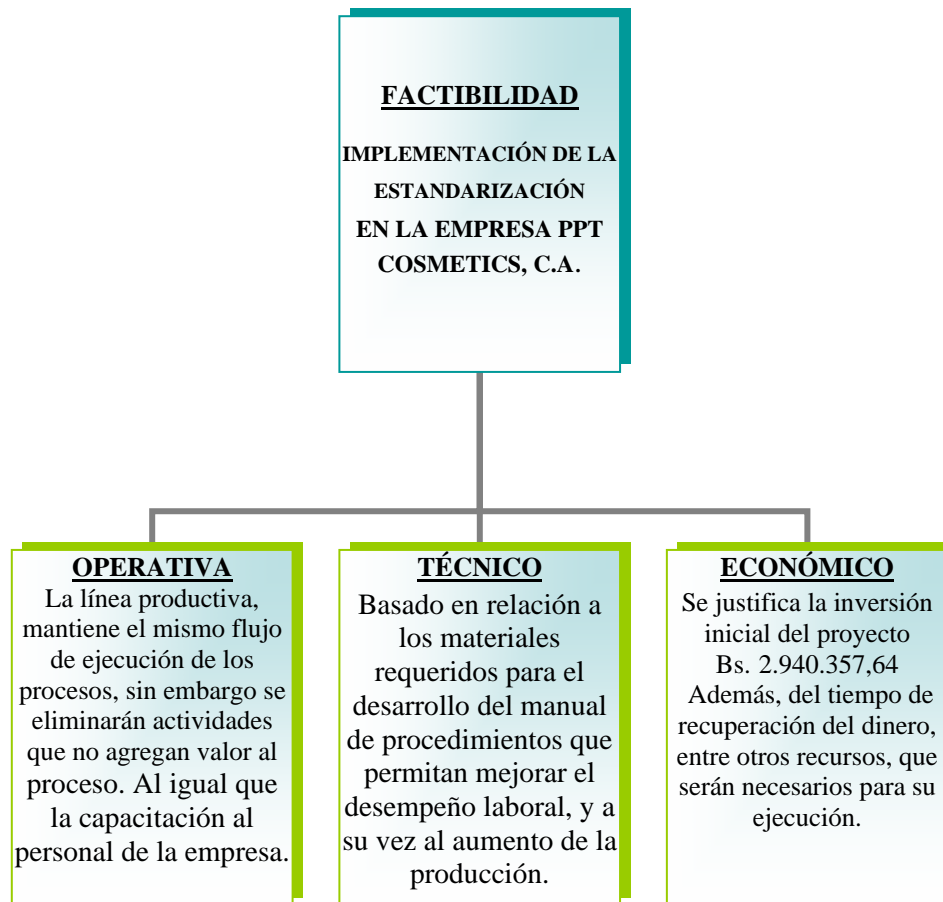 FACTIBILIDAD
IMPLEMENTACIÓN DE LA
ESTANDARIZACIÓN
EN LA EMPRESA PPT
COSMETICS, C.A.
OPERATIVA
La línea productiva,
mantiene el mismo flujo
de ejecución de los
procesos, sin embargo se
eliminarán actividades
que no agregan valor al
proceso. Al igual que
la capacitación al
personal de la empresa.
TÉCNICO
Basado en relación a
los materiales
requeridos para el
desarrollo del manual
de procedimientos que
permitan mejorar el
desempeño laboral, y a
su vez al aumento de la
producción.
ECONÓMICO
Se justifica la inversión
inicial del proyecto
Bs. 2.940.357,64
Además, del tiempo de
recuperación del dinero,
entre otros recursos, que
serán necesarios para su
ejecución.